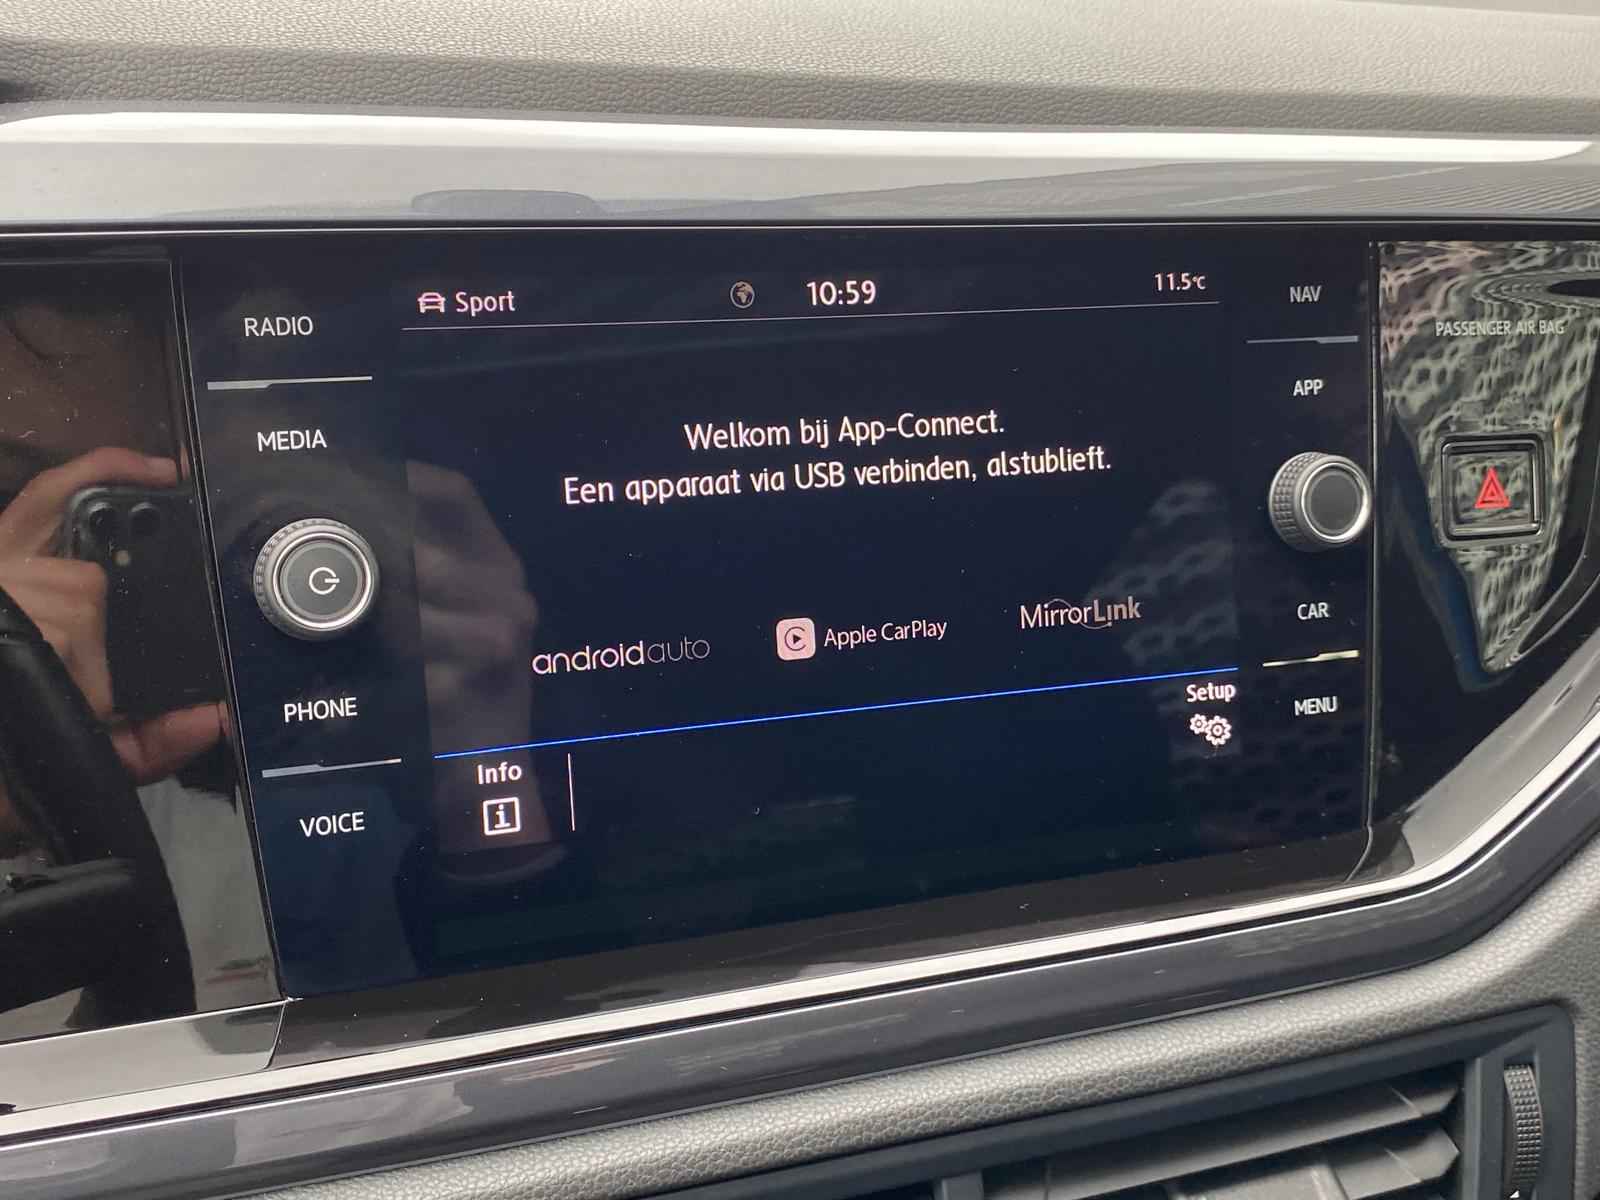 RADIO
MEDIA
PHONE
VOICE
Sport
10:59
11.5°C
Welkom bij App-Connect.
Een apparaat via USB verbinden, alstublieft.
androidauto
Apple CarPlay
MirrorLink
Setup
Info
NAV
APP
CAR
MENU
PASSENGER AIR BAG